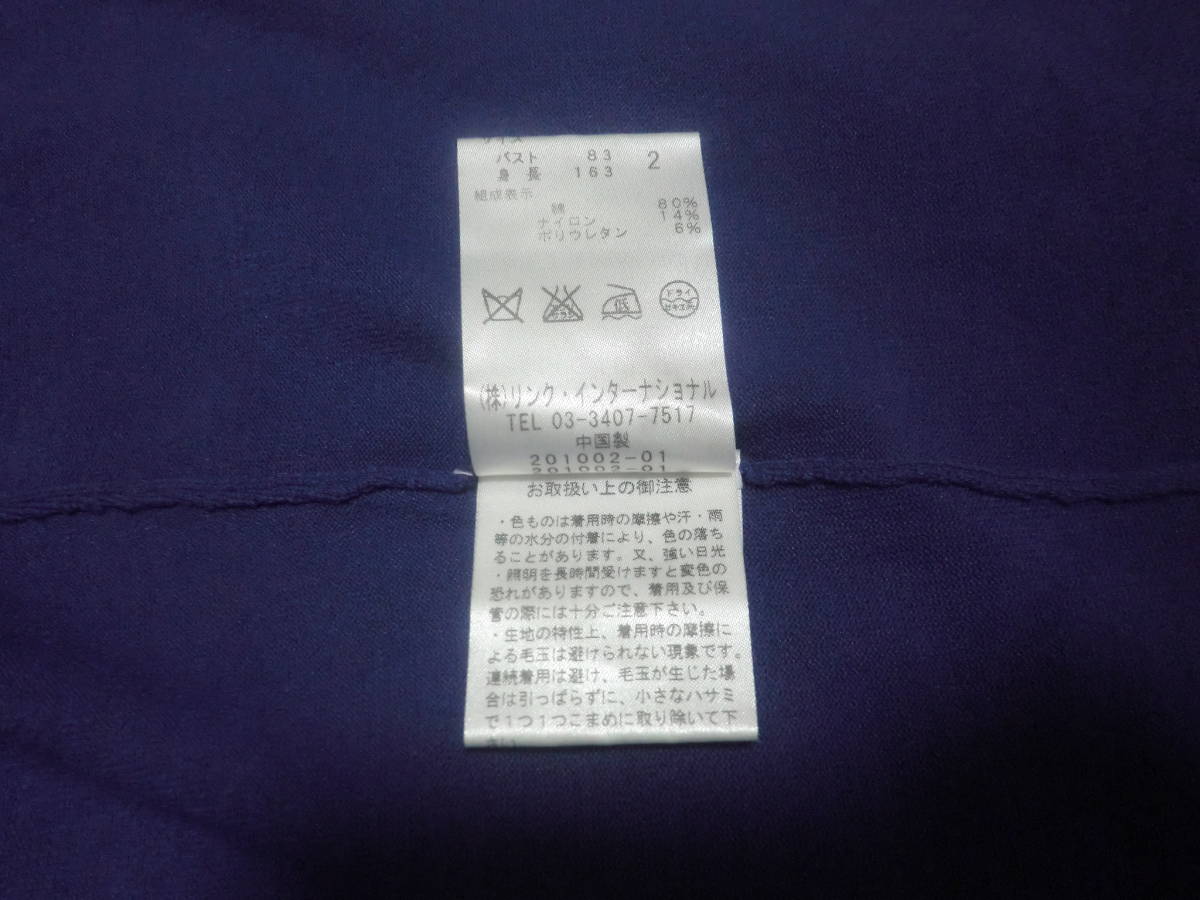 サイズ
バスト 83 2
身長 163
組成表示
綿 80%
ナイロン 14%
ポリウレタン 6%
低
ドライ
セキユ系
(株)リンク・インターナショナル
TEL 03-3407-7517
中国製
201002-01
201002-01
お取扱い上の御注意
・色ものは着用時の摩擦や汗・雨
等の水分の付着により、色の落ち
ることがあります。又、強い日光
・照明を長時間受けますと変色の
恐れがありますので、着用及び保
管の際には十分ご注意下さい。
・生地の特性上、着用時の摩擦に
よる毛玉は避けられない現象です。
連続着用は避け、毛玉が生じた場
合は引っぱらずに、小さなハサミ
で1つ1つこまめに取り除いて下
さい